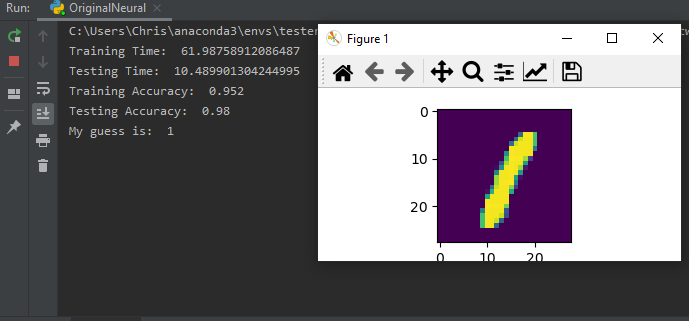 Run: OriginalNeural
C:\Users\Chris\anaconda3\envs\tester
Training Time:  61.98758912086487
Testing Time:  10.489901304244995
Training Accuracy:  0.952
Testing Accuracy:  0.98
My guess is:  1
Figure 1
0
10
20
0 10 20